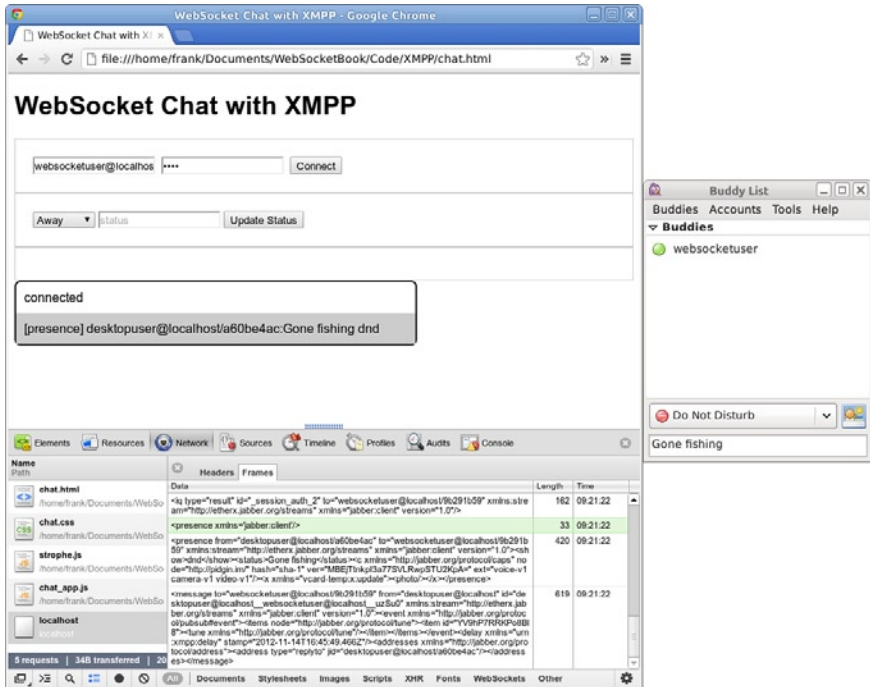 WebSocket Chat with XMPP - Google Chrome
WebSocket Chat with X
file:///home/frank/Documents/WebSocketBook/Code/XMPP/chat.html
WebSocket Chat with XMPP
websocketuser@localhos •••• Connect
Away status Update Status
connected
[presence] desktopuser@localhost/a60be4ac:Gone fishing dnd
Buddy List
Buddies Accounts Tools Help
Buddies
websocketuser
Do Not Disturb
Gone fishing
Elements Resources Network Sources Timeline Profiles Audits Console
Name
Path
Headers Frames
Data Length Time
chat.html
/home/frank/Documents/WebSo
chat.css
/home/frank/Documents/WebSo
strophe.js
/home/frank/Documents/WebSo
chat_app.js
/home/frank/Documents/WebSo
localhost
localhost
<iq type="result" id="_session_auth_2" to="websocketuser@localhost/9b291b59" xmlns:stre
am="http://etherx.jabber.org/streams" xmlns="jabber:client" version="1.0"/> 162 09:21:22
<presence xmlns='jabber:client'/> 33 09:21:22
<presence from="desktopuser@localhost/a60be4ac" to="websocketuser@localhost/9b291b 420 09:21:22
59" xmlns:stream="http://etherx.jabber.org/streams" xmlns="jabber:client" version="1.0"><sh
ow>dnd</show><status>Gone fishing</status><c xmlns="http://jabber.org/protocol/caps" no
de="http://pidgin.im/" hash="sha-1" ext="voice-v1
camera-v1 video-v1"/><x xmlns="vcard-temp:x:update"><photo/></x></presence>
<message to="websocketuser@localhost/9b291b59" from="desktopuser@localhost" id="de 619 09:21:22
sktopuser@localhost__websocketuser@localhost__uzSu0" xmlns:stream="http://etherx.jab
ber.org/streams" xmlns="jabber:client" version="1.0"><event xmlns="http://jabber.org/protoc
ol/pubsub#event"><items node="http://jabber.org/protocol/tune"><item
<tune xmlns="http://jabber.org/protocol/tune"/></item></items></event><delay xmlns="urn
:xmpp:delay" stamp="2012-11-14T16:45:49.466Z"/><addresses xmlns="http://jabber.org/pro
tocol/address"><address type="replyto" jid="desktopuser@localhost/a60be4ac"/></address
es></message>
5 requests | 34B transferred | 20
All Documents Stylesheets Images Scripts XHR Fonts WebSockets Other